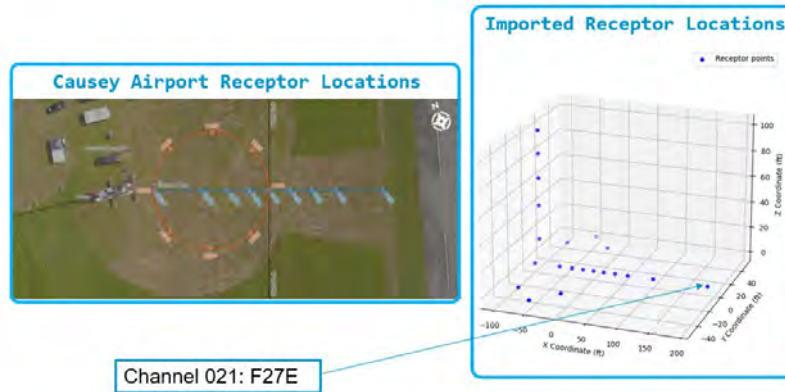 Imported Receptor Locations
Receptor points
Causey Airport Receptor Locations
N
100
80
60
40
20
0
Z Coordinate (ft)
-100
-50
0
50
100
150
200
X Coordinate (ft)
-40
-20
0
20
40
Y Coordinate (ft)
Channel 021: F27E